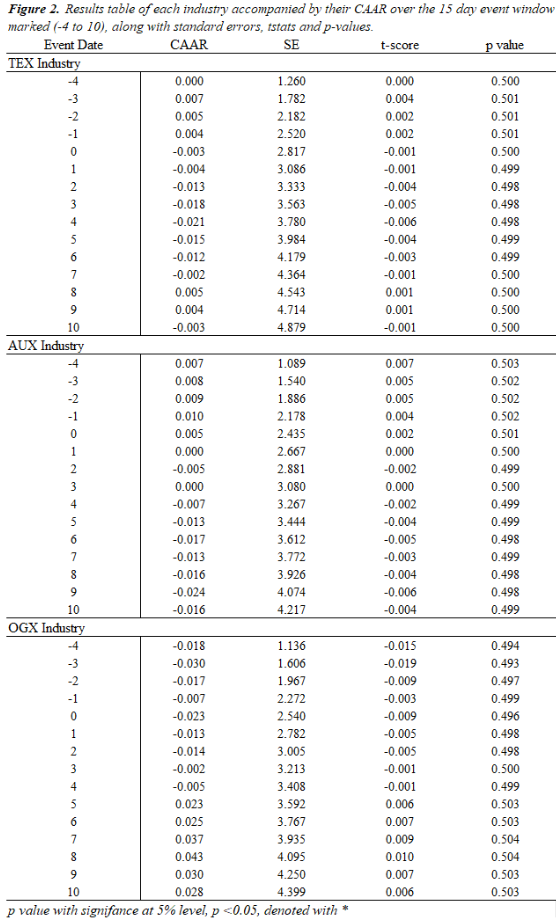 Figure 2. Results table of each industry accompanied by their CAAR over the 15 day event window
marked (-4 to 10), along with standard errors, tstats and p-values.
Event Date CAAR SE t-score p value
TEX Industry
-4 0.000 1.260 0.000 0.500
-3 0.007 1.782 0.004 0.501
-2 0.005 2.182 0.002 0.501
-1 0.004 2.520 0.002 0.501
0 -0.003 2.817 -0.001 0.500
1 -0.004 3.086 -0.001 0.499
2 -0.013 3.333 -0.004 0.498
3 -0.018 3.563 -0.005 0.498
4 -0.021 3.780 -0.006 0.498
5 -0.015 3.984 -0.004 0.499
6 -0.012 4.179 -0.003 0.499
7 -0.002 4.364 -0.001 0.500
8 0.005 4.543 0.001 0.500
9 0.004 4.714 0.001 0.500
10 -0.003 4.879 -0.001 0.500
AUX Industry
-4 0.007 1.089 0.007 0.503
-3 0.008 1.540 0.005 0.502
-2 0.009 1.886 0.005 0.502
-1 0.010 2.178 0.004 0.502
0 0.005 2.435 0.002 0.501
1 0.000 2.667 0.000 0.500
2 -0.005 2.881 -0.002 0.499
3 0.000 3.080 0.000 0.500
4 -0.007 3.267 -0.002 0.499
5 -0.013 3.444 -0.004 0.499
6 -0.017 3.612 -0.005 0.498
7 -0.013 3.772 -0.003 0.499
8 -0.016 3.926 -0.004 0.498
9 -0.024 4.074 -0.006 0.498
10 -0.016 4.217 -0.004 0.499
OGX Industry
-4 -0.018 1.136 -0.015 0.494
-3 -0.030 1.606 -0.019 0.493
-2 -0.017 1.967 -0.009 0.497
-1 -0.007 2.272 -0.003 0.499
0 -0.023 2.540 -0.009 0.496
1 -0.013 2.782 -0.005 0.498
2 -0.014 3.005 -0.005 0.498
3 -0.002 3.213 -0.001 0.500
4 -0.005 3.408 -0.001 0.499
5 0.023 3.592 0.006 0.503
6 0.025 3.767 0.007 0.503
7 0.037 3.935 0.009 0.504
8 0.043 4.095 0.010 0.504
9 0.030 4.250 0.007 0.503
10 0.028 4.399 0.006 0.503
p value with signifance at 5% level, p <0.05, denoted with *